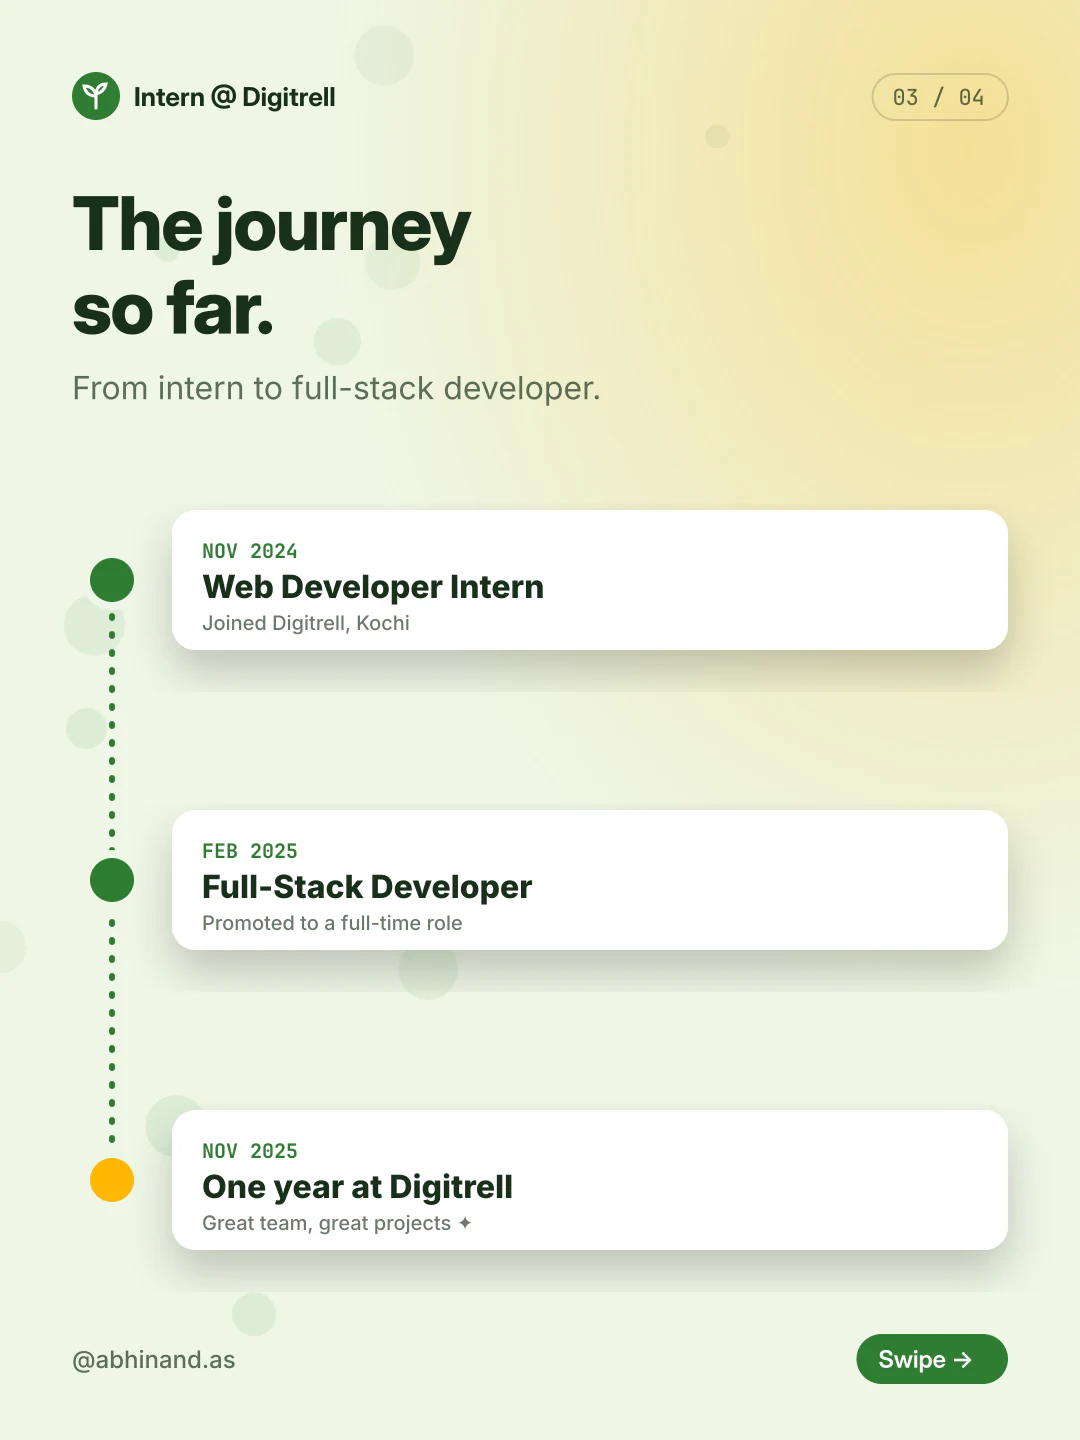 Intern @ Digitrell
03 / 04
The journey
so far.
From intern to full-stack developer.
NOV 2024
Web Developer Intern
Joined Digitrell, Kochi
FEB 2025
Full-Stack Developer
Promoted to a full-time role
NOV 2025
One year at Digitrell
Great team, great projects ✦
@abhinand.as
Swipe →